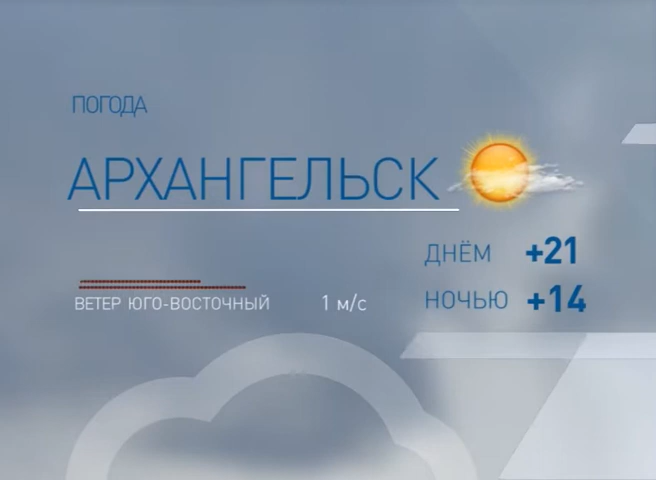 ПОГОДА
АРХАНГЕЛЬСК
ДНЁМ +21
ВЕТЕР ЮГО-ВОСТОЧНЫЙ 1 м/с
НОЧЬЮ +14